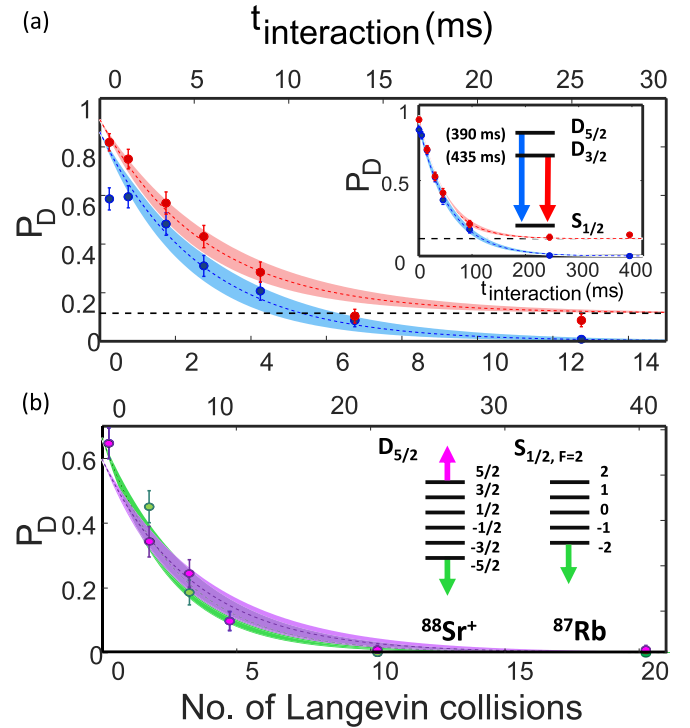 (a)
t_interaction (ms)
0 5 10 15 20 25 30
1
0.8
0.6
0.4
0.2
0
P_D
0 2 4 6 8 10 12 14
1
0.5
0
P_D
(390 ms) D_5/2
(435 ms) D_3/2
S_1/2
0 100 200 300 400
t_interaction (ms)
(b)
0 10 20 30 40
0.6
0.4
0.2
0
P_D
D_5/2 S_1/2, F=2
5/2 2
3/2 1
1/2 0
-1/2 -1
-3/2 -2
-5/2
⁸⁸Sr⁺ ⁸⁷Rb
0 5 10 15 20
No. of Langevin collisions